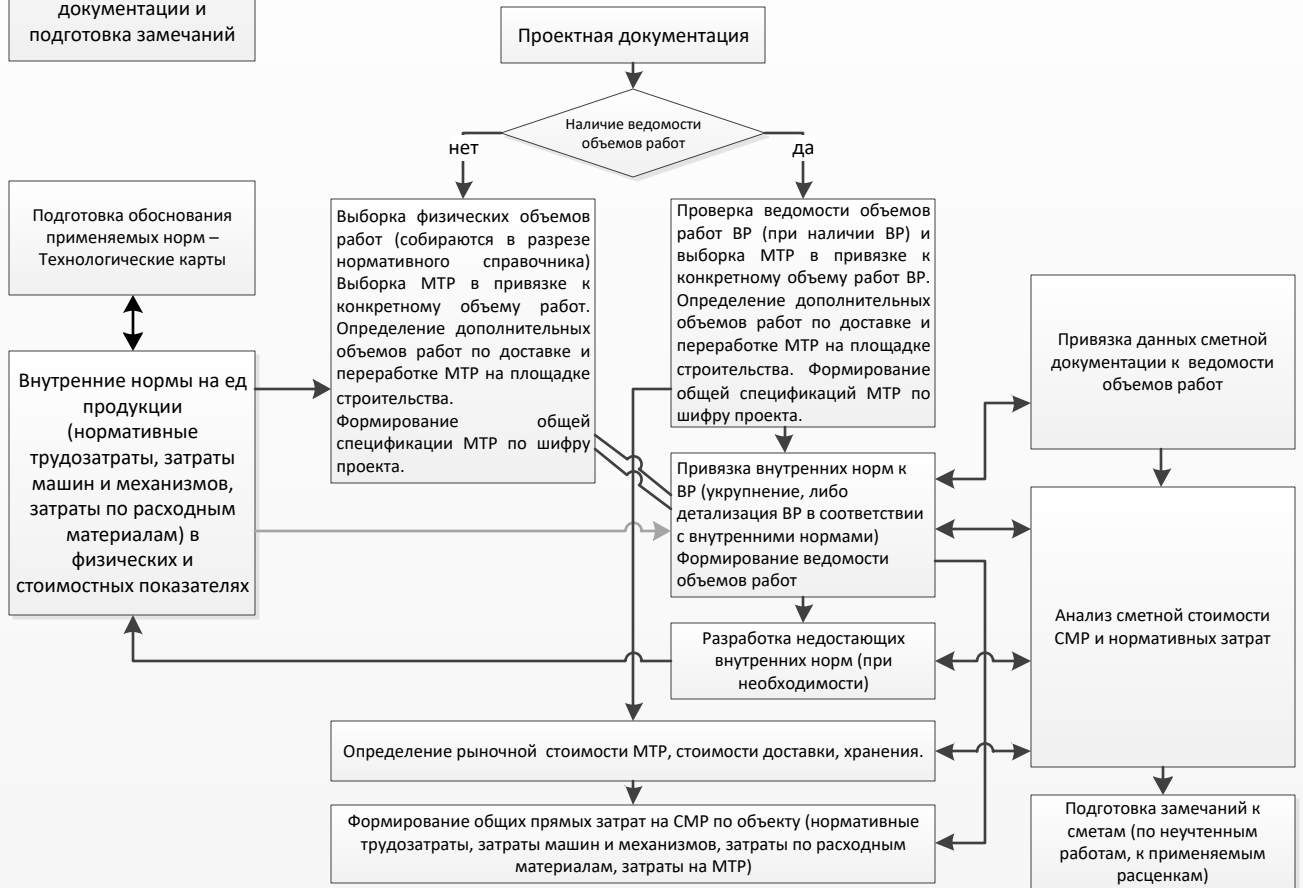 документации и
подготовка замечаний
Проектная документация
Наличие ведомости
объемов работ
нет
да
Подготовка обоснования
применяемых норм –
Технологические карты
Выборка физических объемов
работ (собираются в разрезе
нормативного справочника)
Выборка МТР в привязке к
конкретному объему работ.
Определение дополнительных
объемов работ по доставке и
переработке МТР на площадке
строительства.
Формирование общей
спецификации МТР по шифру
проекта.
Проверка ведомости объемов
работ ВР (при наличии ВР) и
выборка МТР в привязке к
конкретному объему работ ВР.
Определение дополнительных
объемов работ по доставке и
переработке МТР на площадке
строительства. Формирование
общей спецификаций МТР по
шифру проекта.
Привязка данных сметной
документации к ведомости
объемов работ
Внутренние нормы на ед
продукции
(нормативные
трудозатраты, затраты
машин и механизмов,
затраты по расходным
материалам) в
физических и
стоимостных показателях
Привязка внутренних норм к
ВР (укрупнение, либо
детализация ВР в соответствии
с внутренними нормами)
Формирование ведомости
объемов работ
Анализ сметной стоимости
СМР и нормативных затрат
Разработка недостающих
внутренних норм (при
необходимости)
Определение рыночной стоимости МТР, стоимости доставки, хранения.
Формирование общих прямых затрат на СМР по объекту (нормативные
трудозатраты, затраты машин и механизмов, затраты по расходным
материалам, затраты на МТР)
Подготовка замечаний к
сметам (по неучтенным
работам, к применяемым
расценкам)